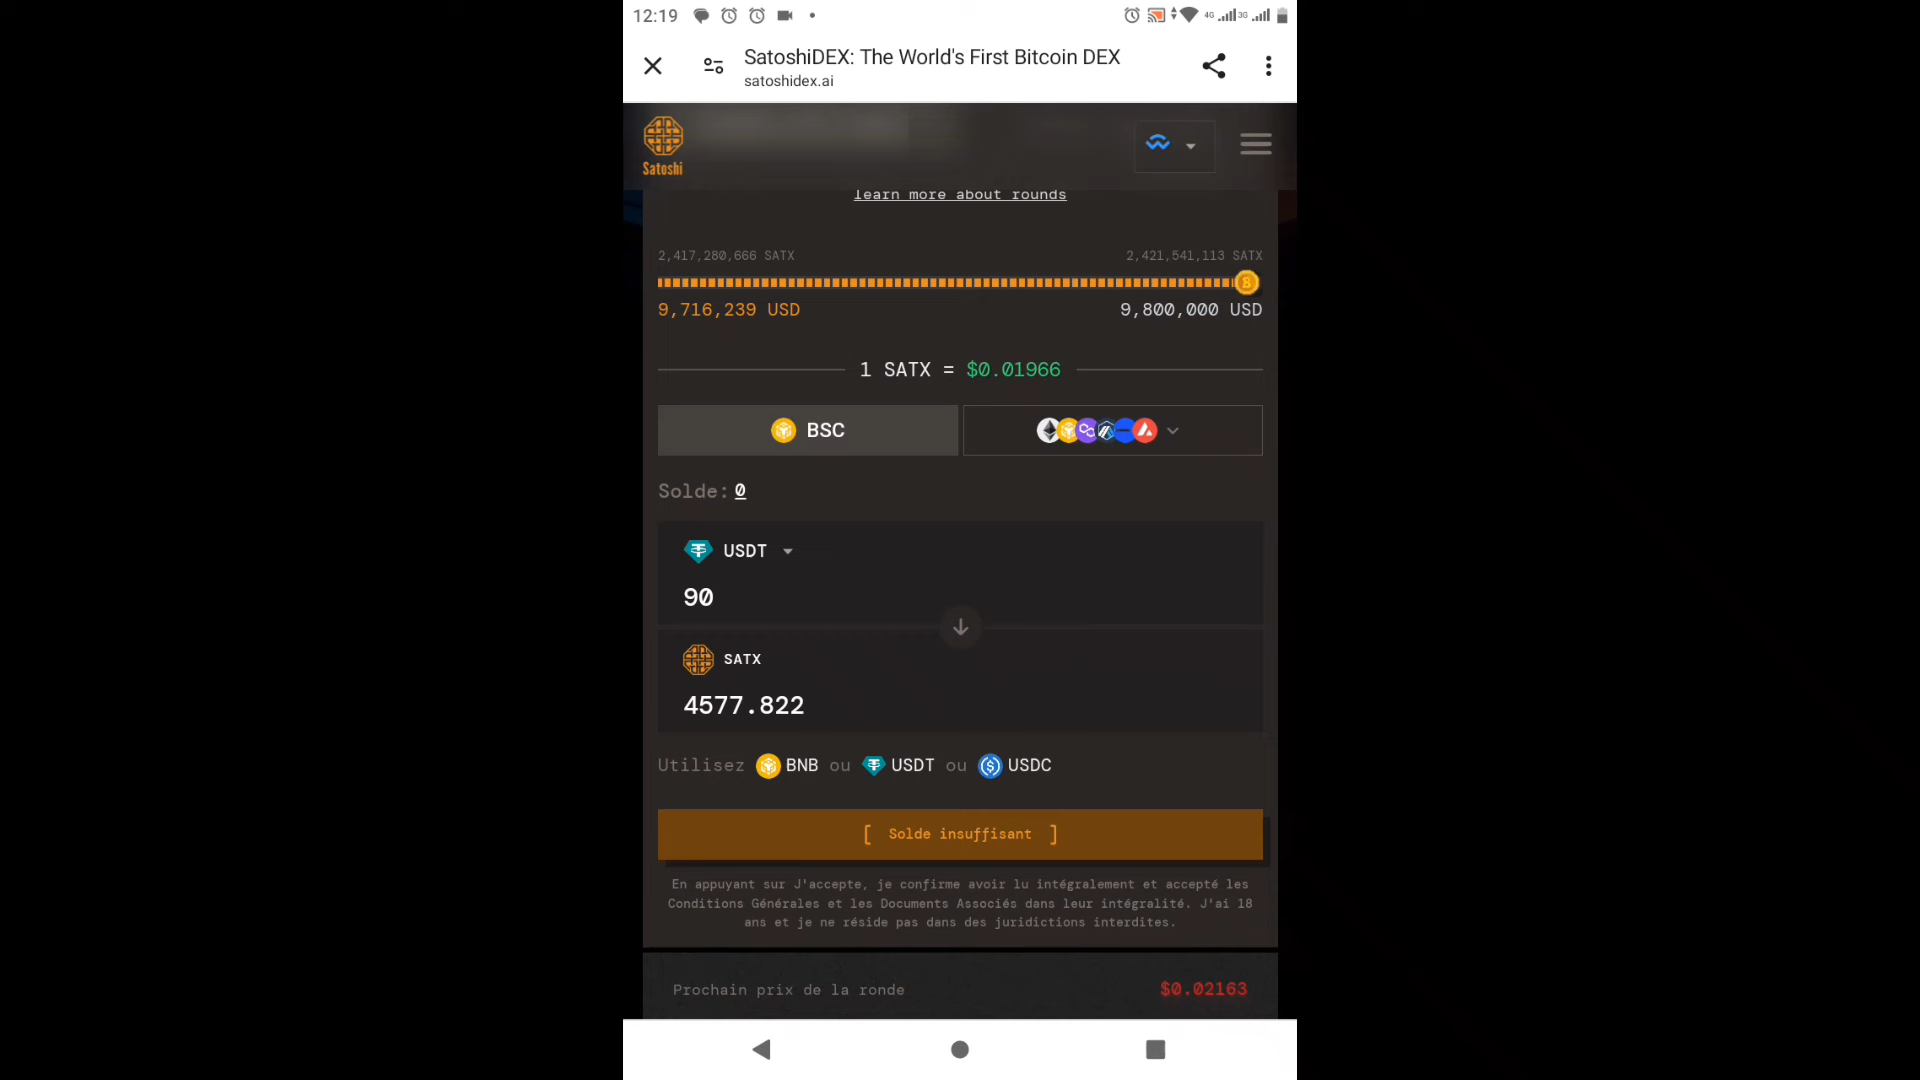 12:19
4G
3G
SatoshiDEX: The World's First Bitcoin DEX
satoshidex.ai
Satoshi
learn more about rounds
2,417,280,666 SATX
2,421,541,113 SATX
9,716,239 USD
9,800,000 USD
1 SATX = $0.01966
BSC
Solde: 0
USDT
90
SATX
4577.822
Utilisez BNB ou USDT ou USDC
[ Solde insuffisant ]
En appuyant sur J'accepte, je confirme avoir lu intégralement et accepté les
Conditions Générales et les Documents Associés dans leur intégralité. J'ai 18
ans et je ne réside pas dans des juridictions interdites.
Prochain prix de la ronde
$0.02163